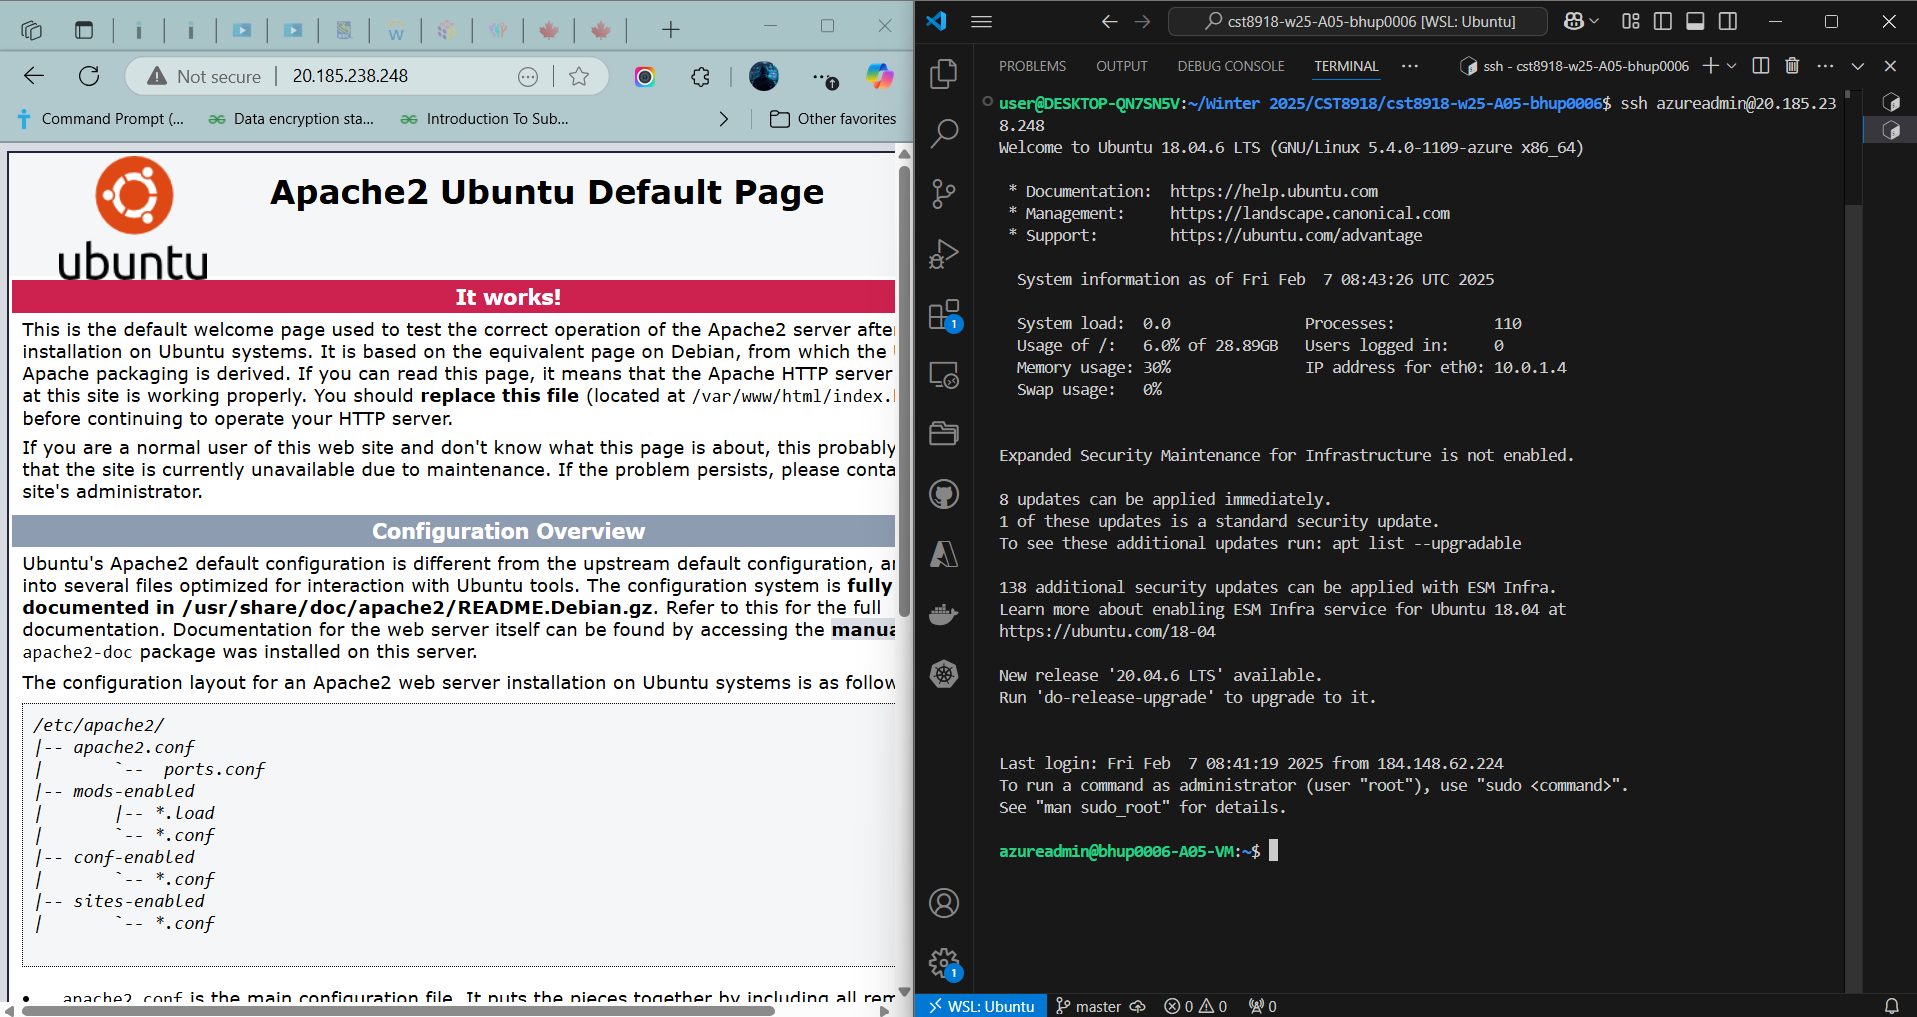 Not secure
20.185.238.248
Command Prompt (...
Data encryption sta...
Introduction To Sub...
Other favorites
ubuntu
Apache2 Ubuntu Default Page
It works!
This is the default welcome page used to test the correct operation of the Apache2 server after
installation on Ubuntu systems. It is based on the equivalent page on Debian, from which the
Apache packaging is derived. If you can read this page, it means that the Apache HTTP server
at this site is working properly. You should replace this file (located at /var/www/html/index.
before continuing to operate your HTTP server.
If you are a normal user of this web site and don't know what this page is about, this probably
that the site is currently unavailable due to maintenance. If the problem persists, please conta
site's administrator.
Configuration Overview
Ubuntu's Apache2 default configuration is different from the upstream default configuration, a
into several files optimized for interaction with Ubuntu tools. The configuration system is fully
documented in /usr/share/doc/apache2/README.Debian.gz. Refer to this for the full
documentation. Documentation for the web server itself can be found by accessing the manua
apache2-doc package was installed on this server.
The configuration layout for an Apache2 web server installation on Ubuntu systems is as follow
/etc/apache2/
|-- apache2.conf
|       `--  ports.conf
|-- mods-enabled
|       |-- *.load
|       `-- *.conf
|-- conf-enabled
|       `-- *.conf
|-- sites-enabled
|       `-- *.conf
apache2.conf is the main configuration file. It puts the pieces together by including all rem
cst8918-w25-A05-bhup0006 [WSL: Ubuntu]
PROBLEMS OUTPUT DEBUG CONSOLE TERMINAL ... ssh - cst8918-w25-A05-bhup0006
user@DESKTOP-QN7SN5V:~/Winter 2025/CST8918/cst8918-w25-A05-bhup0006$ ssh azureadmin@20.185.23
8.248
Welcome to Ubuntu 18.04.6 LTS (GNU/Linux 5.4.0-1109-azure x86_64)
* Documentation:  https://help.ubuntu.com
* Management:     https://landscape.canonical.com
* Support:        https://ubuntu.com/advantage
System information as of Fri Feb  7 08:43:26 UTC 2025
System load:  0.0               Processes:           110
Usage of /:   6.0% of 28.89GB   Users logged in:     0
Memory usage: 30%               IP address for eth0: 10.0.1.4
Swap usage:   0%
Expanded Security Maintenance for Infrastructure is not enabled.
8 updates can be applied immediately.
1 of these updates is a standard security update.
To see these additional updates run: apt list --upgradable
138 additional security updates can be applied with ESM Infra.
Learn more about enabling ESM Infra service for Ubuntu 18.04 at
https://ubuntu.com/18-04
New release '20.04.6 LTS' available.
Run 'do-release-upgrade' to upgrade to it.
Last login: Fri Feb  7 08:41:19 2025 from 184.148.62.224
To run a command as administrator (user "root"), use "sudo <command>".
See "man sudo_root" for details.
azureadmin@bhup0006-A05-VM:~$
1
1
WSL: Ubuntu master 0 0 0